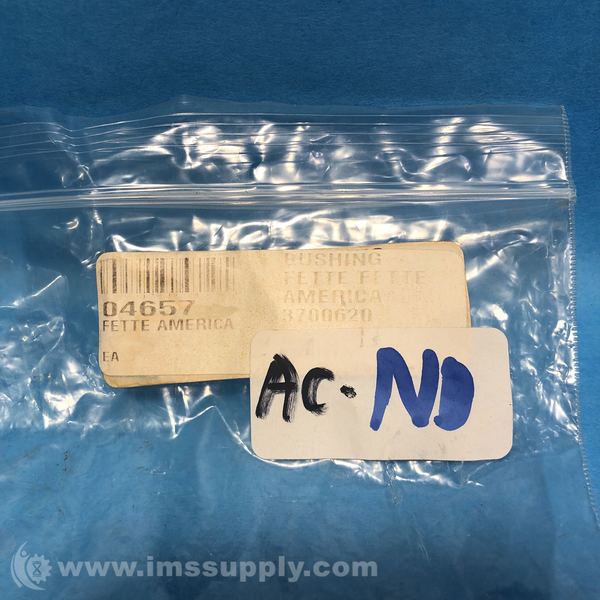 BUSHING
FETTE FETTE
AMERICA
3700620
04657
FETTE AMERICA
EA
AC-ND
www.imssupply.com